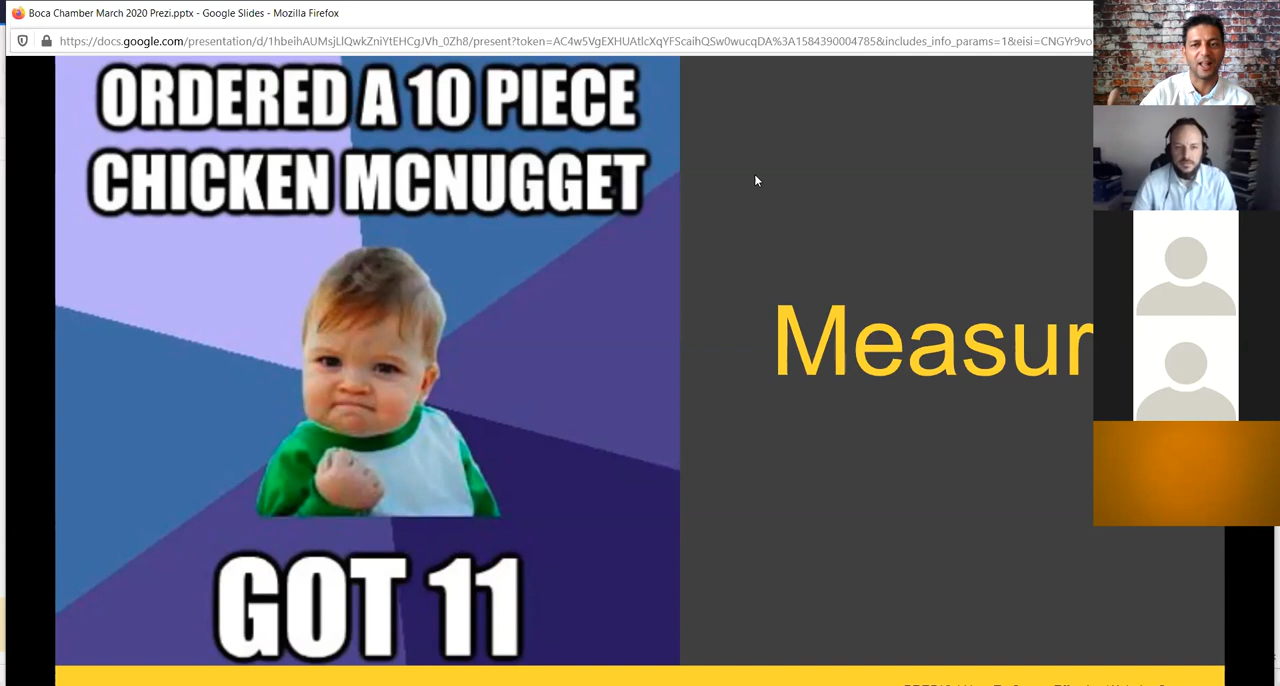 Boca Chamber March 2020 Prezi.pptx - Google Slides - Mozilla Firefox
https://docs.google.com/presentation/d/1hbeihAUMsjLlQwkZniYtEHCgJVh_0Zh8/present?token=AC4w5VgEXHUAtlcXqYFScaihQSw0wucqDA%3A1584390004785&includes_info_params=1&eisi=CNGYr9vo
ORDERED A 10 PIECE
CHICKEN MCNUGGET
Measur
GOT 11